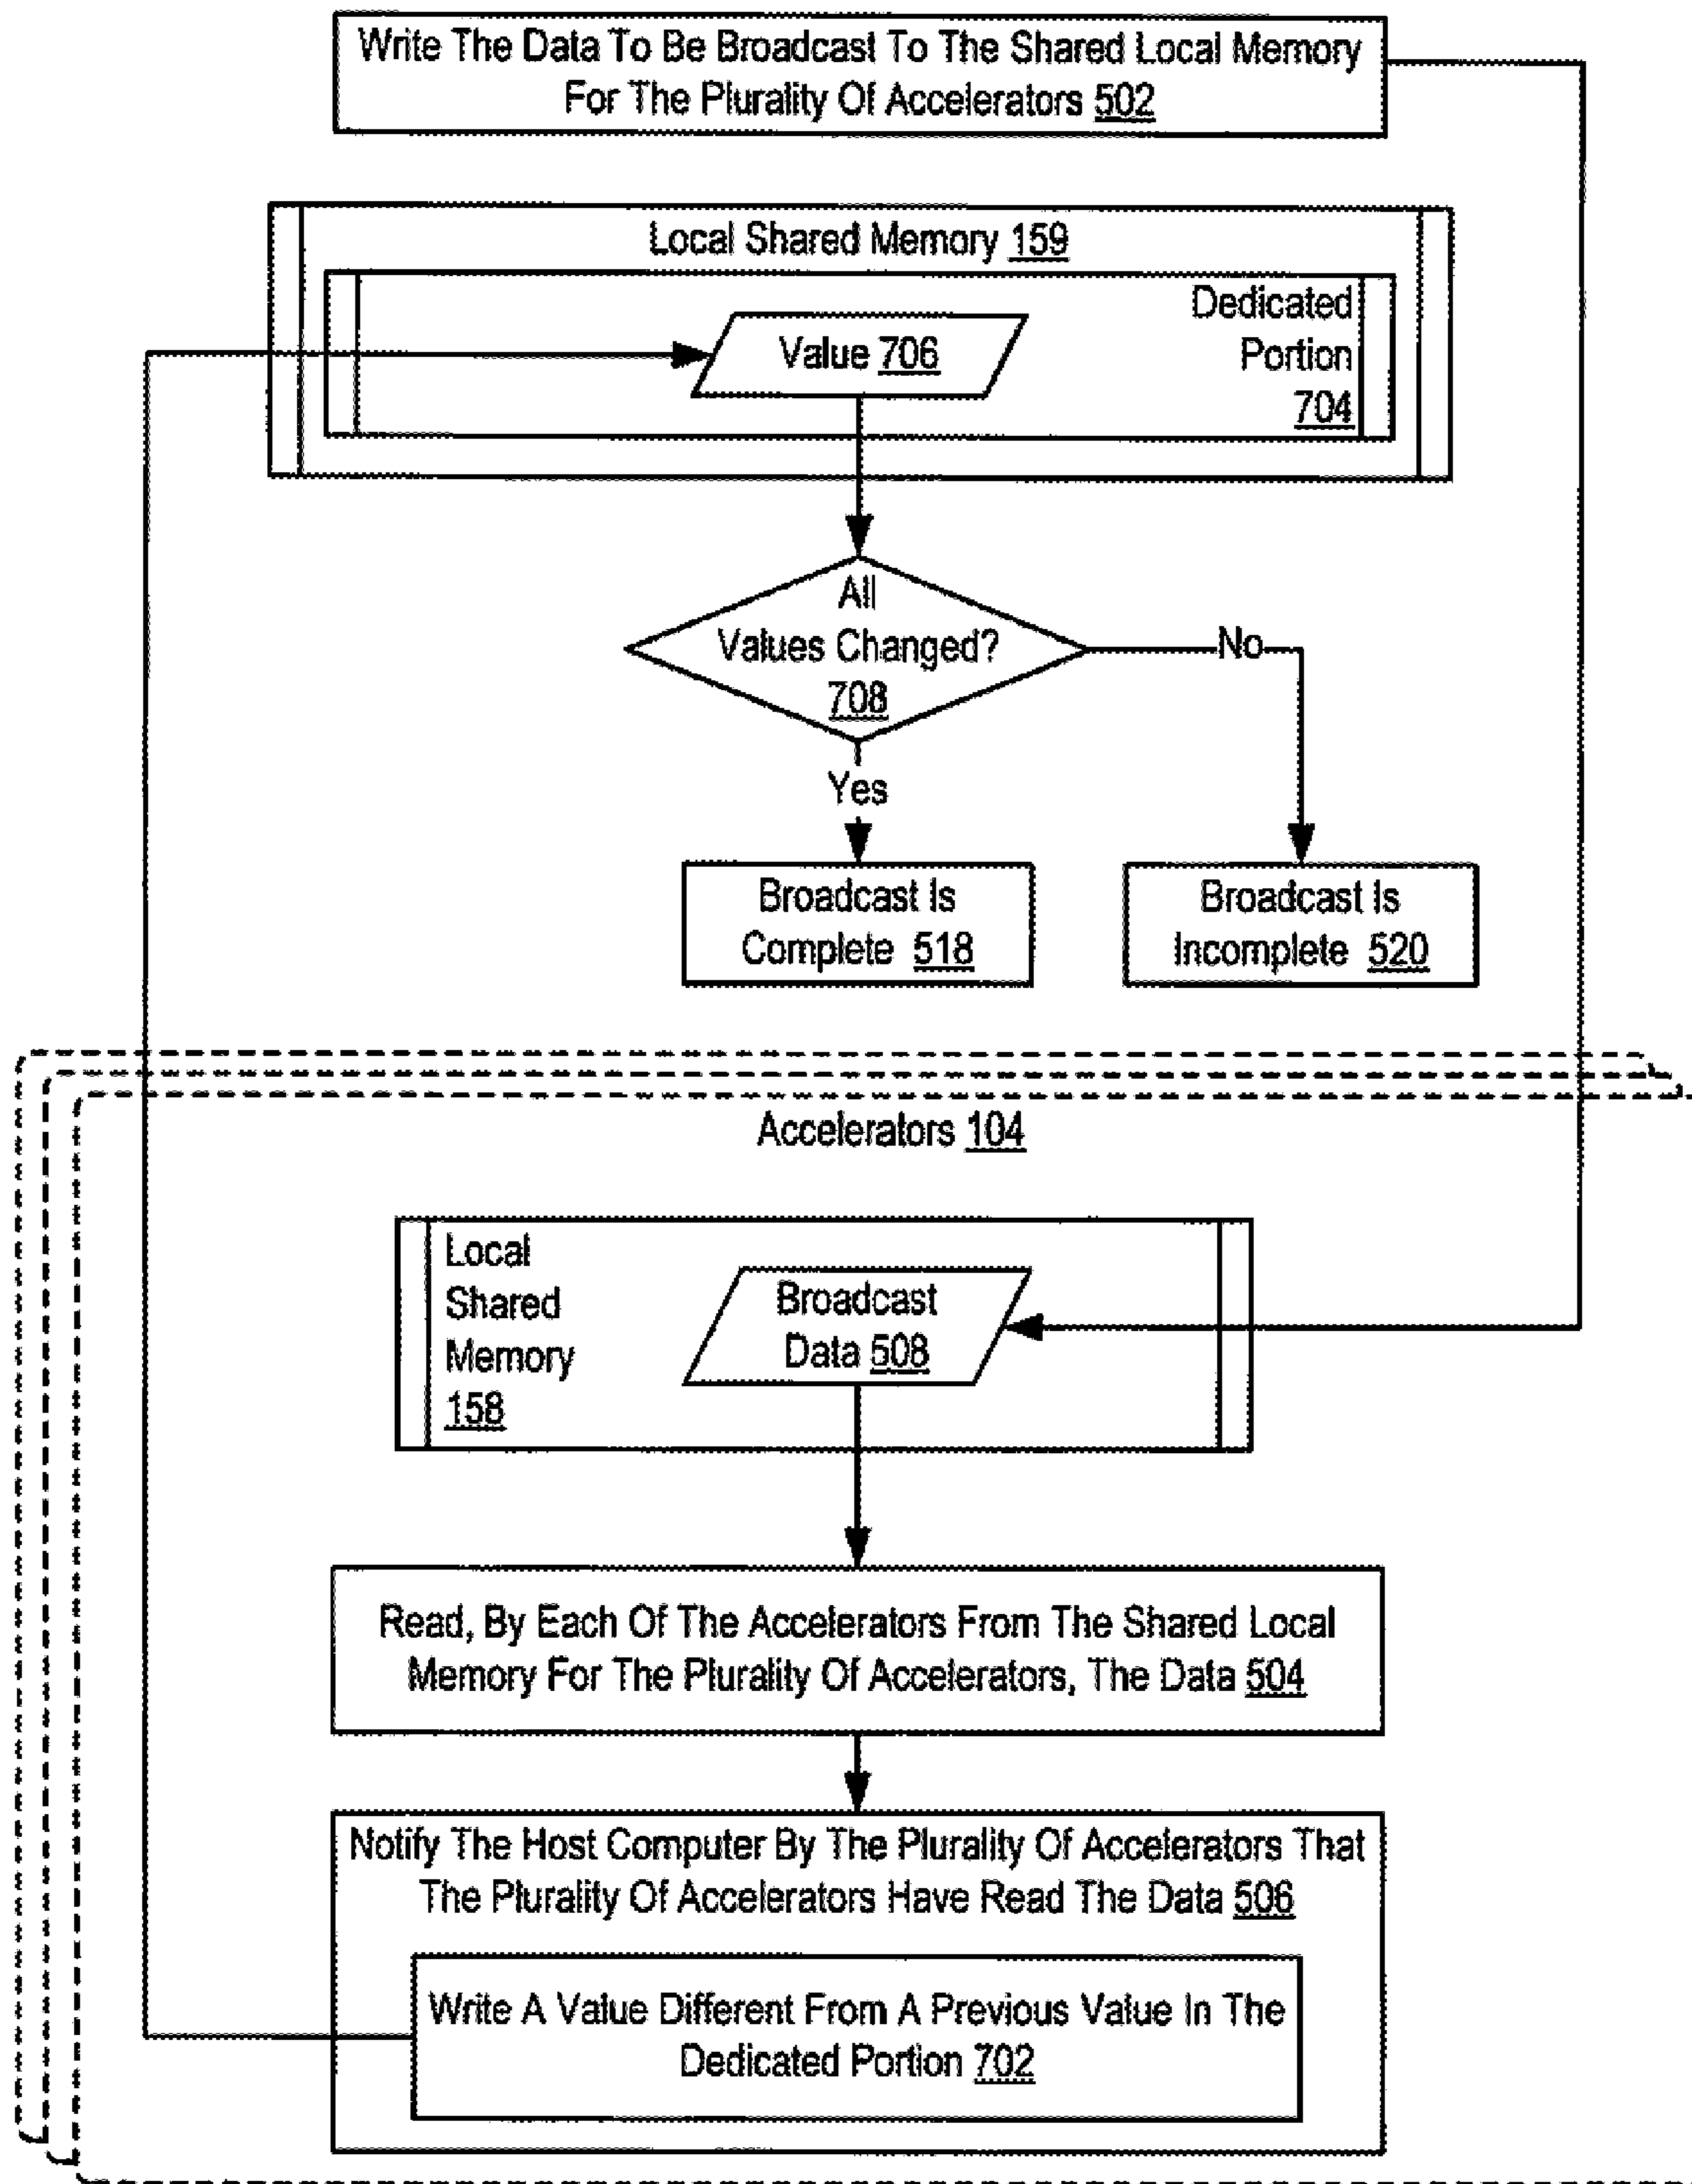 Write The Data To Be Broadcast To The Shared Local Memory
For The Plurality Of Accelerators 502
Local Shared Memory 159
Dedicated
Portion
704
Value 706
All
Values Changed?
708
No
Yes
Broadcast Is
Complete 518
Broadcast Is
Incomplete 520
Accelerators 104
Local
Shared
Memory
158
Broadcast
Data 508
Read, By Each Of The Accelerators From The Shared Local
Memory For The Plurality Of Accelerators, The Data 504
Notify The Host Computer By The Plurality Of Accelerators That
The Plurality Of Accelerators Have Read The Data 506
Write A Value Different From A Previous Value In The
Dedicated Portion 702